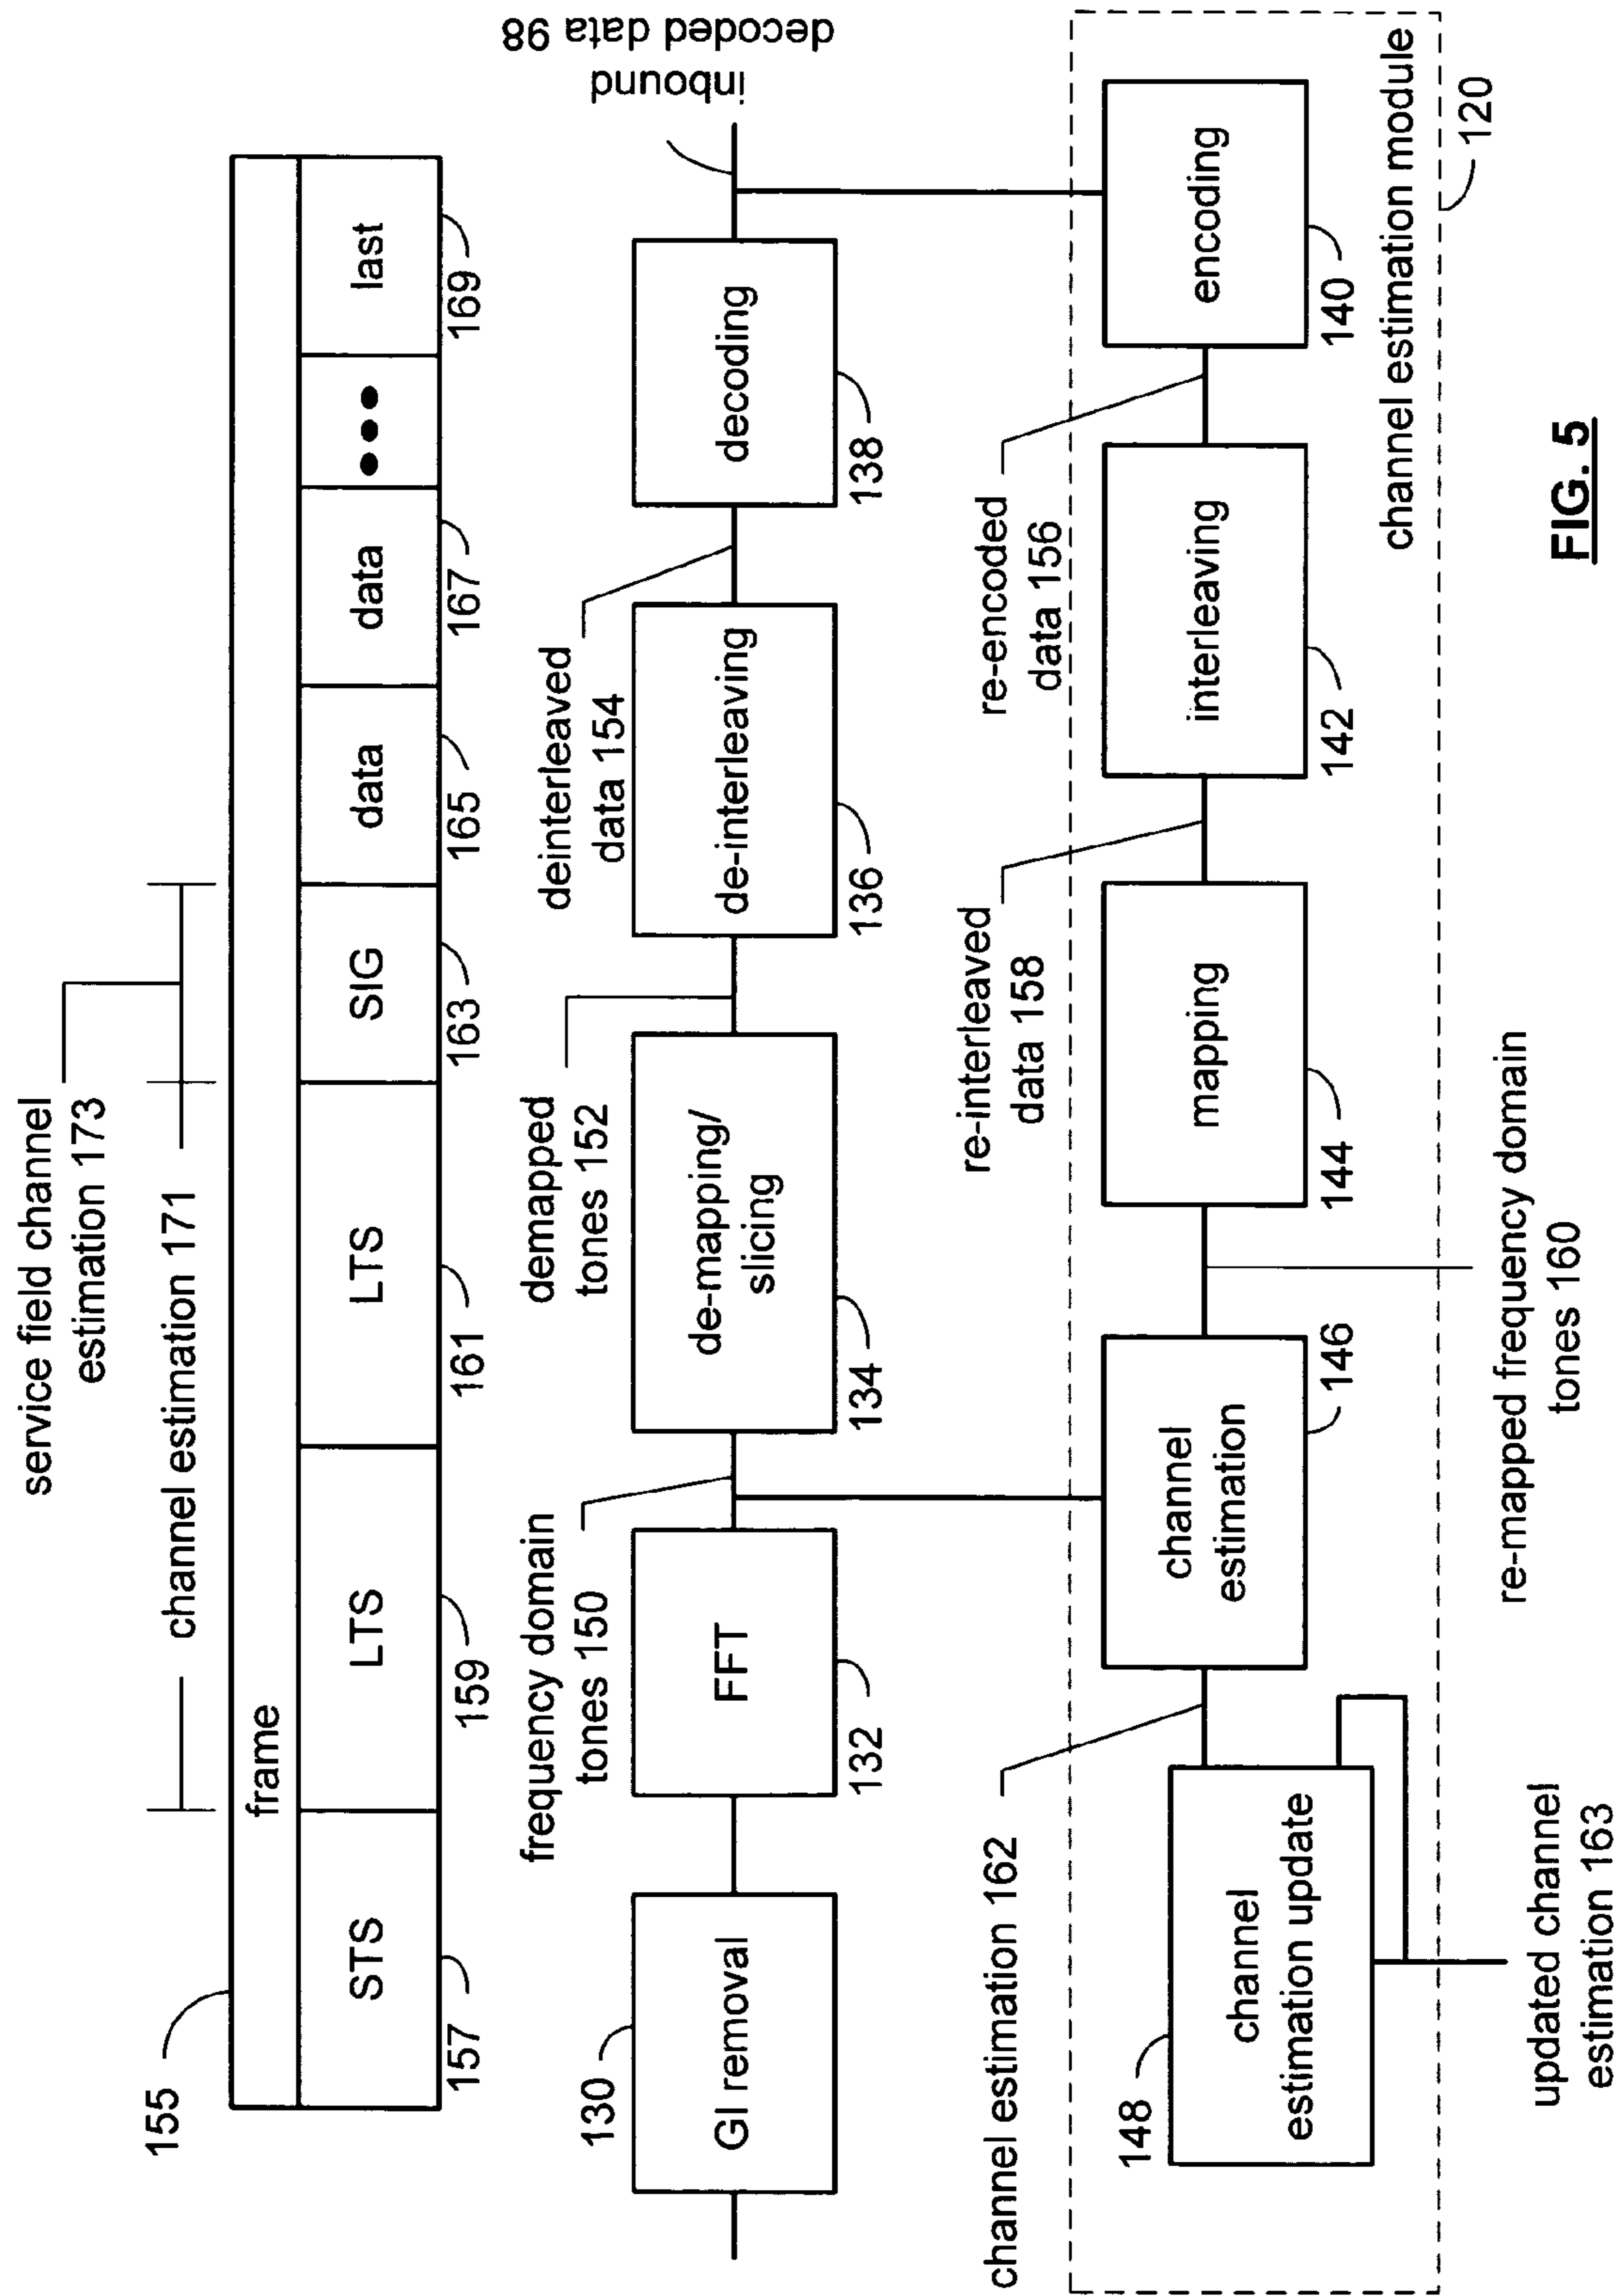 service field channel
estimation 173
channel estimation 171
155
frame
STS
LTS
LTS
SIG
data
data
•••
last
157
159
161
163
165
167
169
frequency domain
tones 150
demapped
tones 152
deinterleaved
data 154
inbound
decoded data 98
130
GI removal
FFT
de-mapping/
slicing
de-interleaving
decoding
132
134
136
138
channel estimation 162
re-interleaved
data 158
re-encoded
data 156
148
channel
estimation update
channel
estimation
mapping
interleaving
encoding
146
144
142
140
channel estimation module
120
updated channel
estimation 163
re-mapped frequency domain
tones 160
FIG. 5